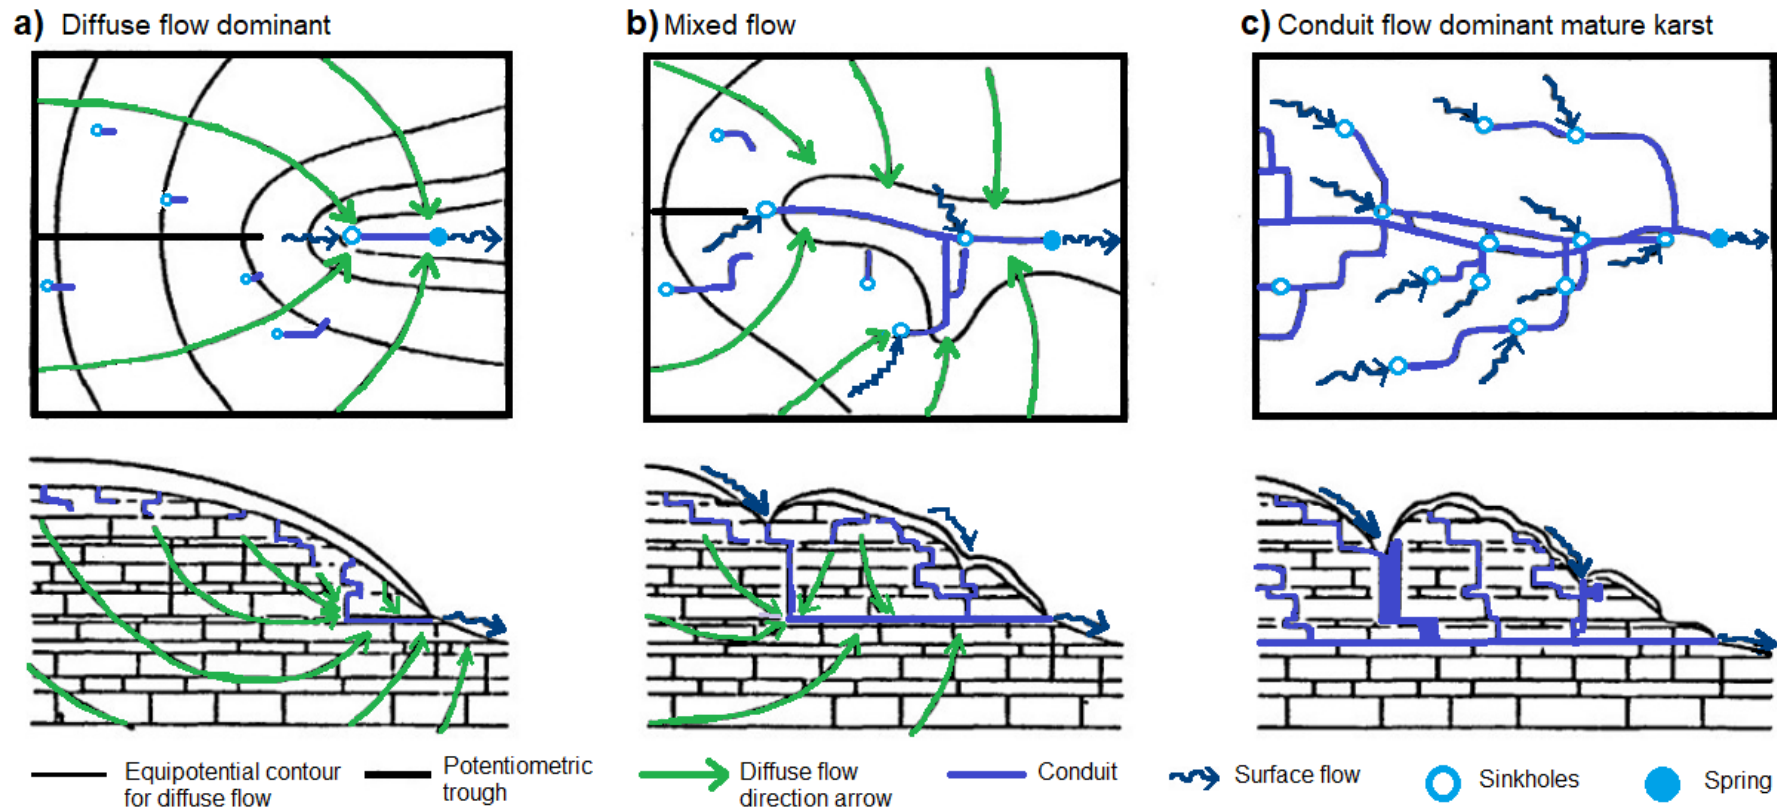 a) Diffuse flow dominant
b) Mixed flow
c) Conduit flow dominant mature karst
Equipotential contour
for diffuse flow
Potentiometric
trough
Diffuse flow
direction arrow
Conduit
Surface flow
Sinkholes
Spring